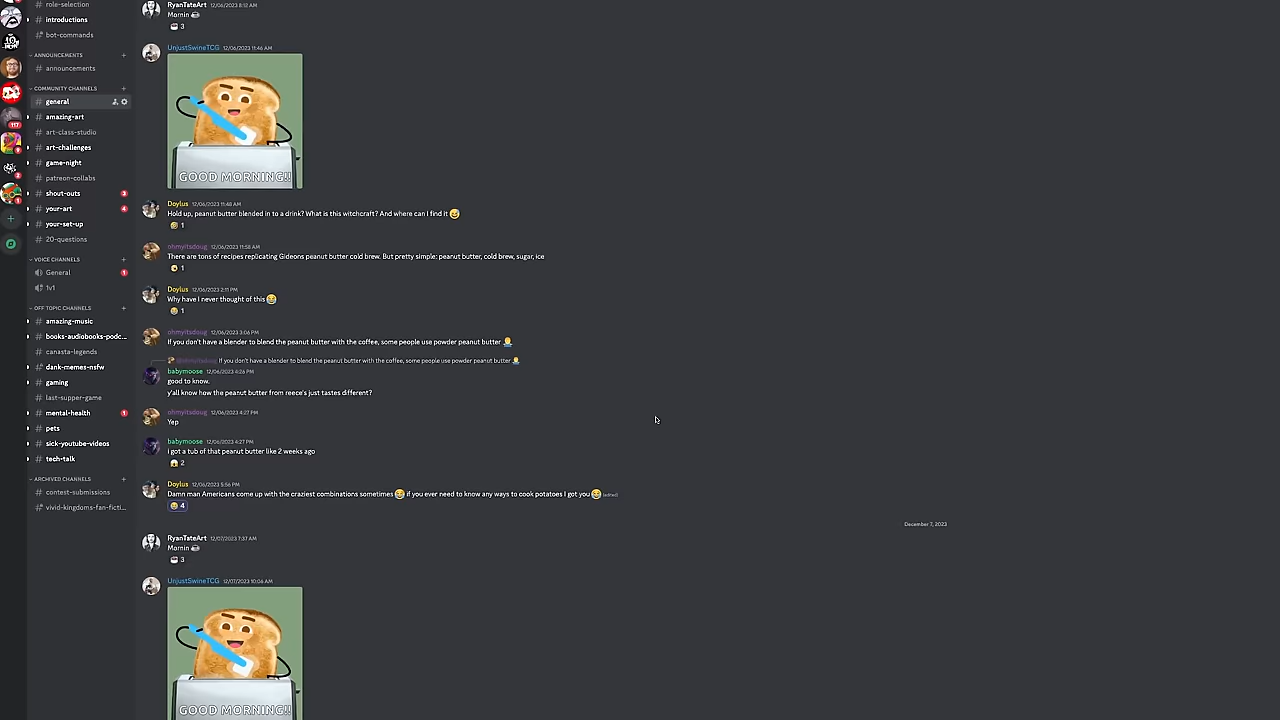 role-selection
introductions
bot-commands
ANNOUNCEMENTS
announcements
COMMUNITY CHANNELS
general
amazing-art
art-class-studio
art-challenges
game-night
patreon-collabs
shout-outs 3
your-art 4
your-set-up
20-questions
VOICE CHANNELS
General 1
1v1
OFF TOPIC CHANNELS
amazing-music
books-audiobooks-podc...
canasta-legends
dank-memes-nsfw
gaming
last-supper-game
mental-health 1
pets
sick-youtube-videos
tech-talk
ARCHIVED CHANNELS
contest-submissions
vivid-kingdoms-fan-ficti...
RyanTateArt 12/06/2023 8:12 AM
Mornin
3
UnjustSwineTCG 12/06/2023 11:46 AM
GOOD MORNING!!
Doylus 12/06/2023 11:48 AM
Hold up, peanut butter blended in to a drink? What is this witchcraft? And where can I find it 😅
1
ohmyitsdoug 12/06/2023 11:58 AM
There are tons of recipes replicating Gideons peanut butter cold brew. But pretty simple: peanut butter, cold brew, sugar, ice
1
Doylus 12/06/2023 2:11 PM
Why have I never thought of this 😂
1
ohmyitsdoug 12/06/2023 3:06 PM
If you don't have a blender to blend the peanut butter with the coffee, some people use powder peanut butter
@ohmyitsdoug If you don't have a blender to blend the peanut butter with the coffee, some people use powder peanut butter
babymoose 12/06/2023 4:26 PM
good to know.
y'all know how the peanut butter from reece's just tastes different?
ohmyitsdoug 12/06/2023 4:27 PM
Yep
babymoose 12/06/2023 4:27 PM
i got a tub of that peanut butter like 2 weeks ago
2
Doylus 12/06/2023 5:56 PM
Damn man Americans come up with the craziest combinations sometimes 😂 if you ever need to know any ways to cook potatoes I got you 😂 (edited)
4
December 7, 2023
RyanTateArt 12/07/2023 7:37 AM
Mornin
3
UnjustSwineTCG 12/07/2023 10:06 AM
GOOD MORNING!!